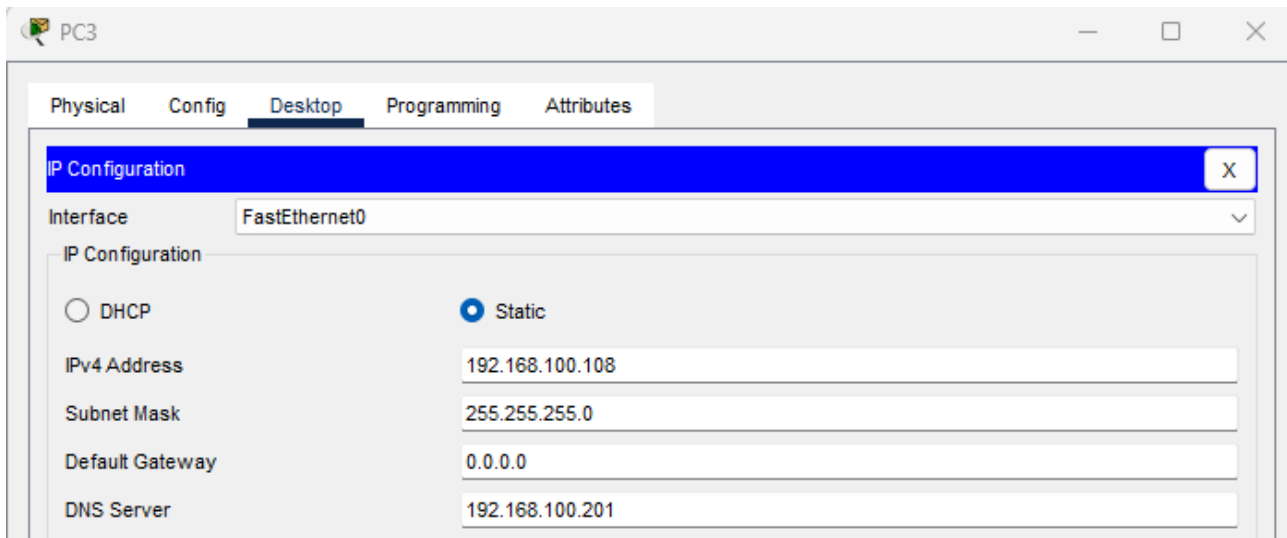 PC3
Physical Config Desktop Programming Attributes
IP Configuration X
Interface FastEthernet0
IP Configuration
DHCP Static
IPv4 Address 192.168.100.108
Subnet Mask 255.255.255.0
Default Gateway 0.0.0.0
DNS Server 192.168.100.201